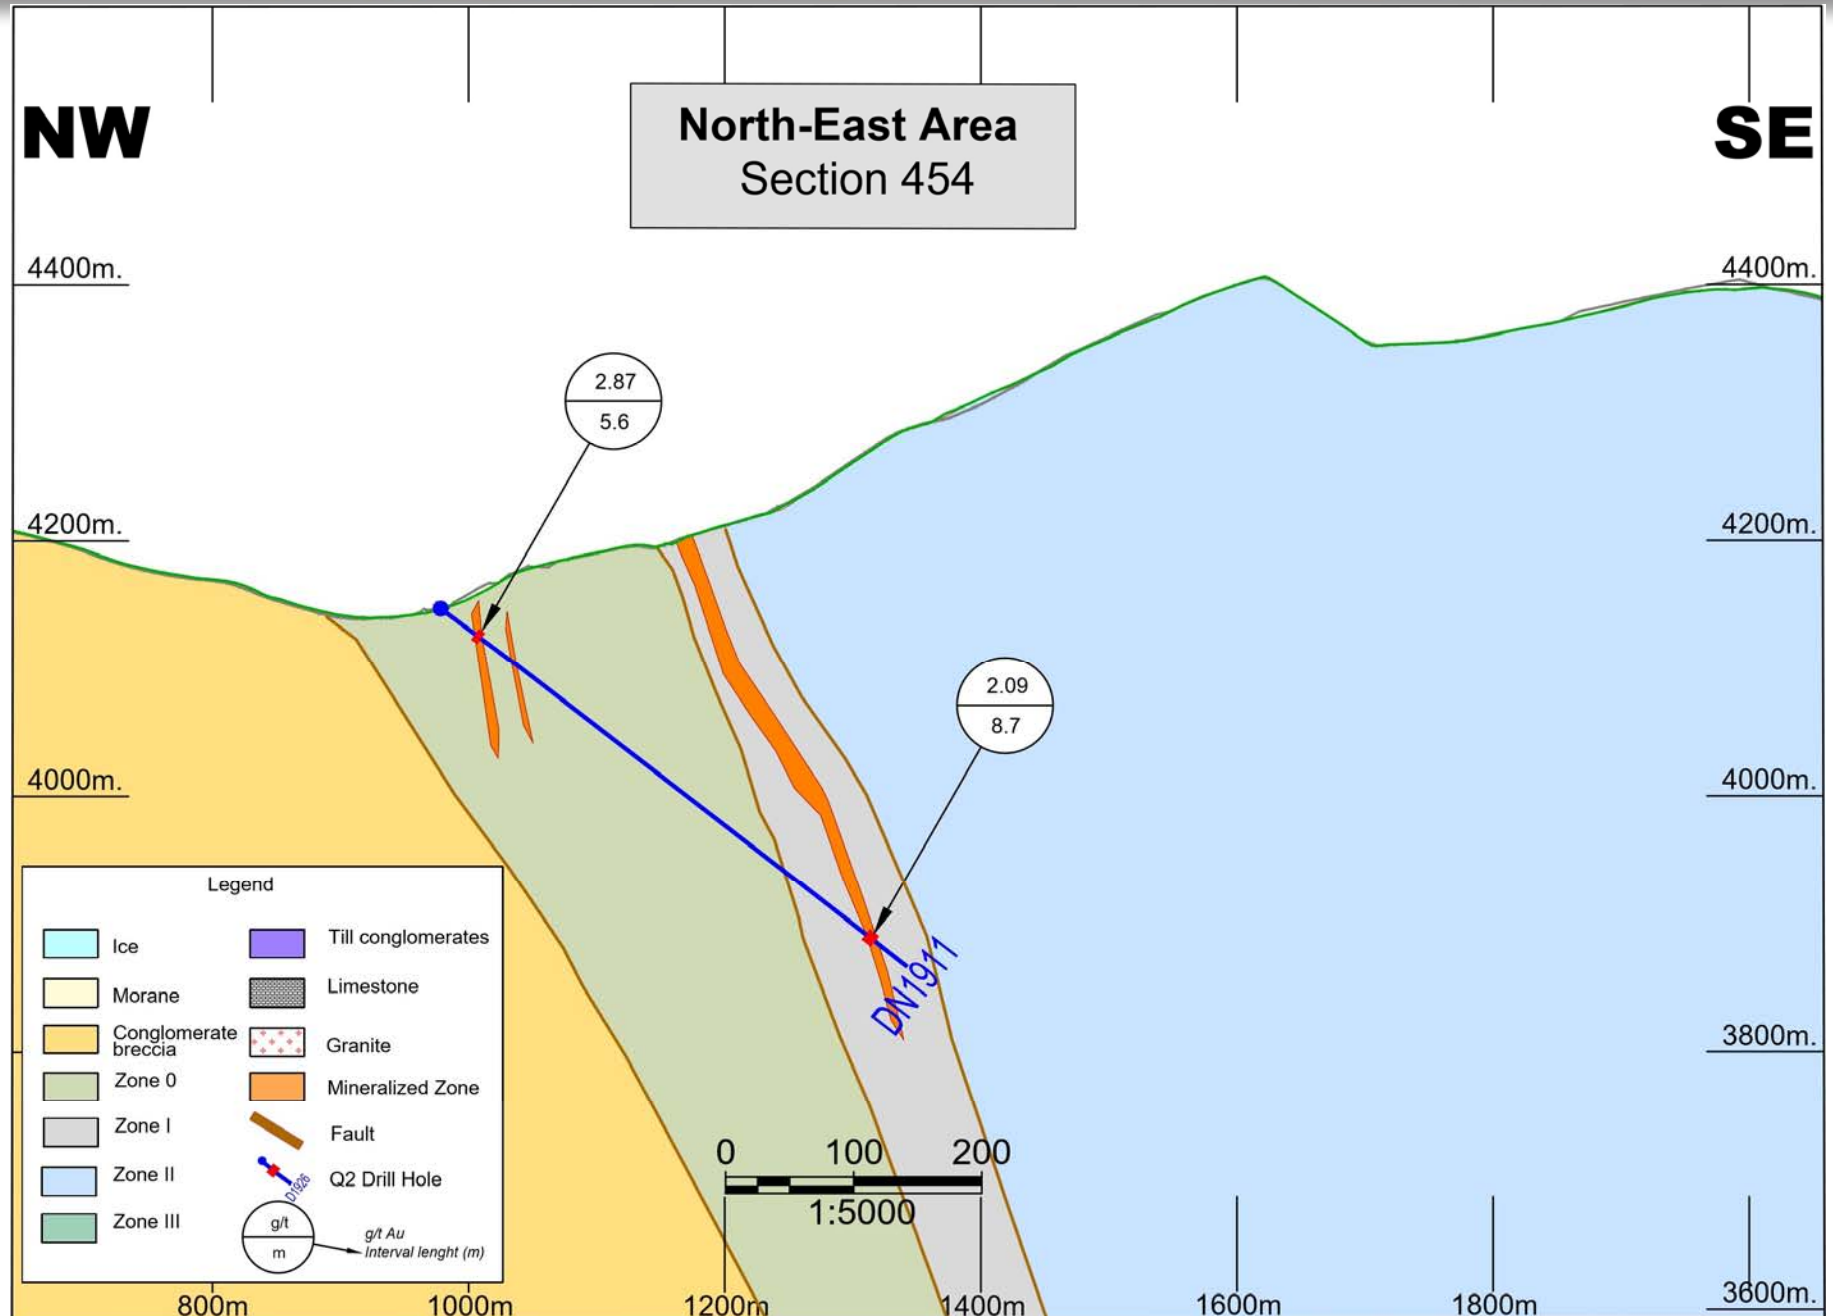 NW
SE
North-East Area
Section 454
4400m.
4400m.
2.87
5.6
4200m.
4200m.
2.09
8.7
4000m.
4000m.
DN1911
3800m.
3600m.
Legend
Ice
Morane
Conglomerate
breccia
Zone 0
Zone I
Zone II
Zone III
Till conglomerates
Limestone
Granite
Mineralized Zone
Fault
D1926
Q2 Drill Hole
g/t
m
g/t Au
Interval lenght (m)
0 100 200
1:5000
800m 1000m 1200m 1400m 1600m 1800m